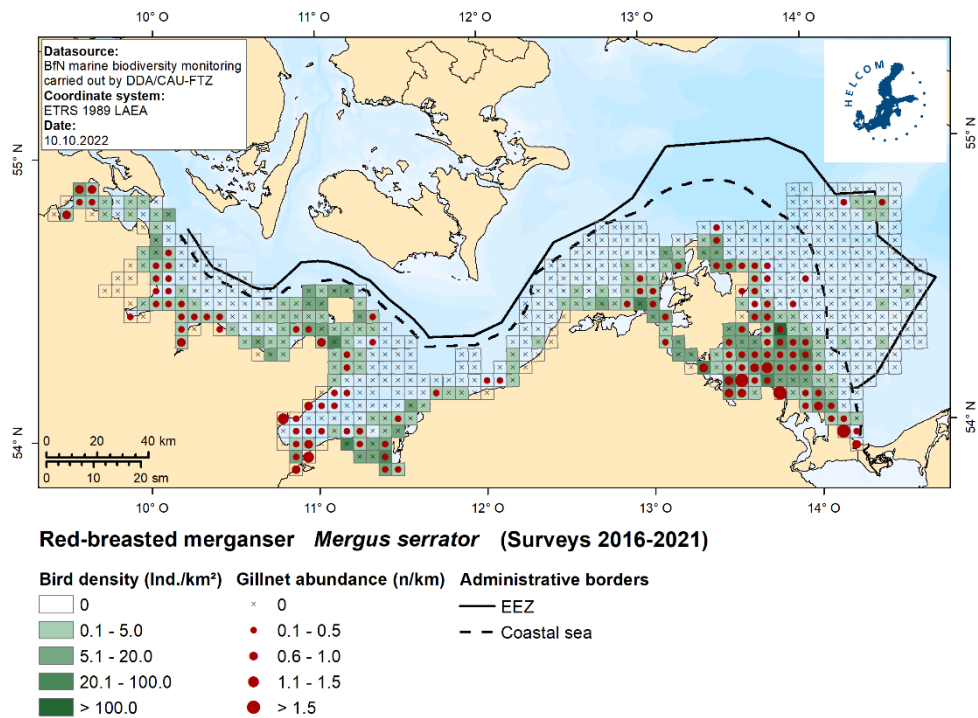 10° O
11° O
12° O
13° O
14° O
Datasource:
BfN marine biodiversity monitoring
carried out by DDA/CAU-FTZ
Coordinate system:
ETRS 1989 LAEA
Date:
10.10.2022
HELCOM
55° N
55° N
54° N
54° N
0 20 40 km
0 10 20 sm
10° O
11° O
12° O
13° O
14° O
Red-breasted merganser Mergus serrator (Surveys 2016-2021)
Bird density (Ind./km²) Gillnet abundance (n/km) Administrative borders
0 0 EEZ
0.1 - 5.0 0.1 - 0.5 Coastal sea
5.1 - 20.0 0.6 - 1.0
20.1 - 100.0 1.1 - 1.5
> 100.0 > 1.5